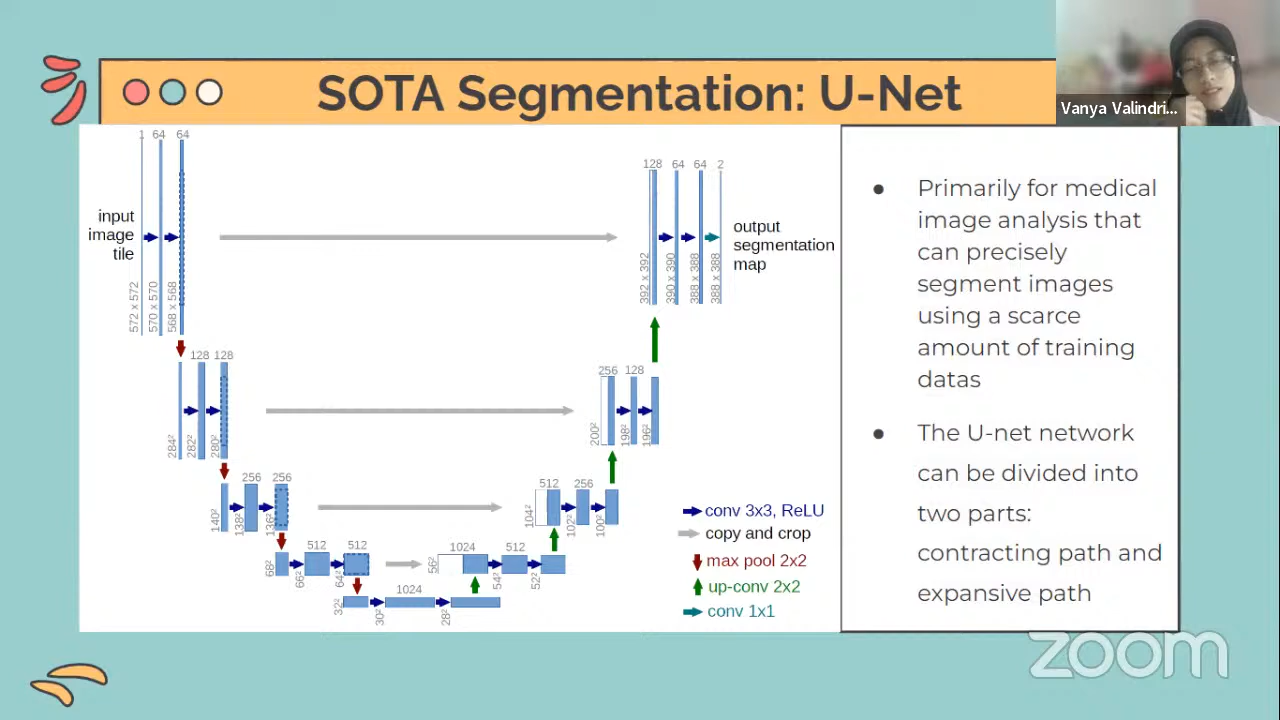 SOTA Segmentation: U-Net
Vanya Valindri...
1 64 64
input
image
tile
572 x 572
570 x 570
568 x 568
128 64 64 2
output
segmentation
map
392 x 392
390 x 390
388 x 388
388 x 388
128 128
284²
282²
280²
256 128
200²
198²
196²
256 256
140²
138²
136²
512 256
104²
102²
100²
512 512
68²
66²
64²
1024 512
56²
54²
52²
1024
32²
30²
28²
conv 3x3, ReLU
copy and crop
max pool 2x2
up-conv 2x2
conv 1x1
● Primarily for medical
image analysis that
can precisely
segment images
using a scarce
amount of training
datas
● The U-net network
can be divided into
two parts:
contracting path and
expansive path
zoom